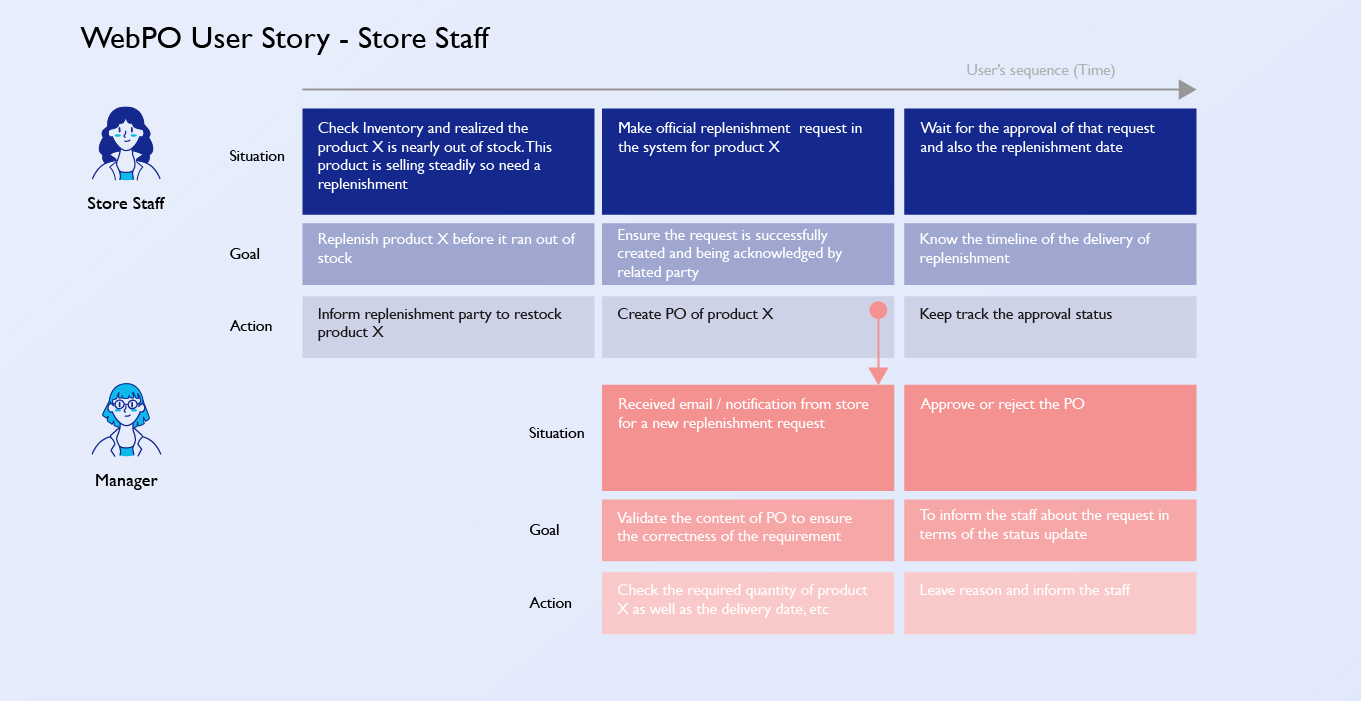 WebPO User Story - Store Staff
User's sequence (Time)
Store Staff
Situation
Check Inventory and realized the
product X is nearly out of stock. This
product is selling steadily so need a
replenishment
Make official replenishment request in
the system for product X
Wait for the approval of that request
and also the replenishment date
Goal
Replenish product X before it ran out of
stock
Ensure the request is successfully
created and being acknowledged by
related party
Know the timeline of the delivery of
replenishment
Action
Inform replenishment party to restock
product X
Create PO of product X
Keep track the approval status
Manager
Situation
Received email / notification from store
for a new replenishment request
Approve or reject the PO
Goal
Validate the content of PO to ensure
the correctness of the requirement
To inform the staff about the request in
terms of the status update
Action
Check the required quantity of product
X as well as the delivery date, etc
Leave reason and inform the staff